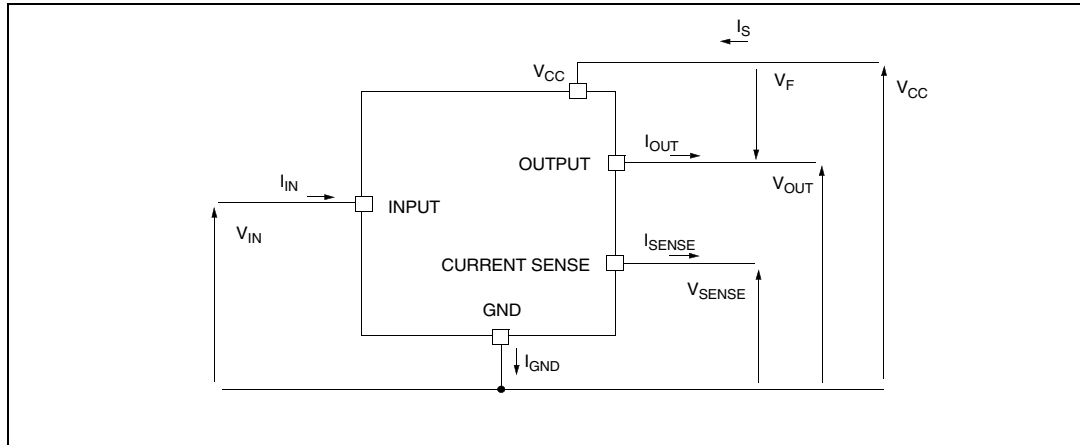 I_S
V_CC
V_F
V_CC
I_OUT
OUTPUT
V_OUT
I_IN
INPUT
V_IN
I_SENSE
CURRENT SENSE
V_SENSE
GND
I_GND